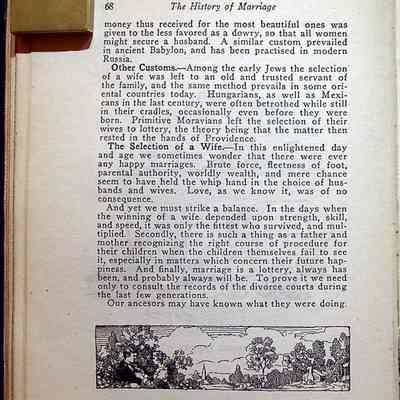 68 The History of Marriage
money thus received for the most beautiful ones was
given to the less favored as a dowry, so that all women
might secure a husband. A similar custom prevailed
in ancient Babylon, and has been practised in modern
Russia.
Other Customs.—Among the early Jews the selection
of a wife was left to an old and trusted servant of
the family, and the same method prevails in some ori-
ental countries today. Hungarians, as well as Mexi-
cans in the last century, were often betrothed while still
in their cradles, occasionally even before they were
born. Primitive Moravians left the selection of their
wives to lottery, the theory being that the matter then
rested in the hands of Providence.
The Selection of a Wife.—In this enlightened day
and age we sometimes wonder that there were ever
any happy marriages. Brute force, fleetness of foot,
parental authority, worldly wealth, and mere chance
seem to have held the whip hand in the choice of hus-
bands and wives. Love, as we know it, was of no
consequence.
And yet we must strike a balance. In the days when
the winning of a wife depended upon strength, skill,
and speed, it was only the fittest who survived, and mul-
tiplied. Secondly, there is such a thing as a father and
mother recognizing the right course of procedure for
their children when the children themselves fail to see
it, especially in matters which concern their future hap-
piness. And finally, marriage is a lottery, always has
been, and probably always will be. To prove it we need
only to consult the records of the divorce courts during
the last few generations.
Our ancesors may have known what they were doing.